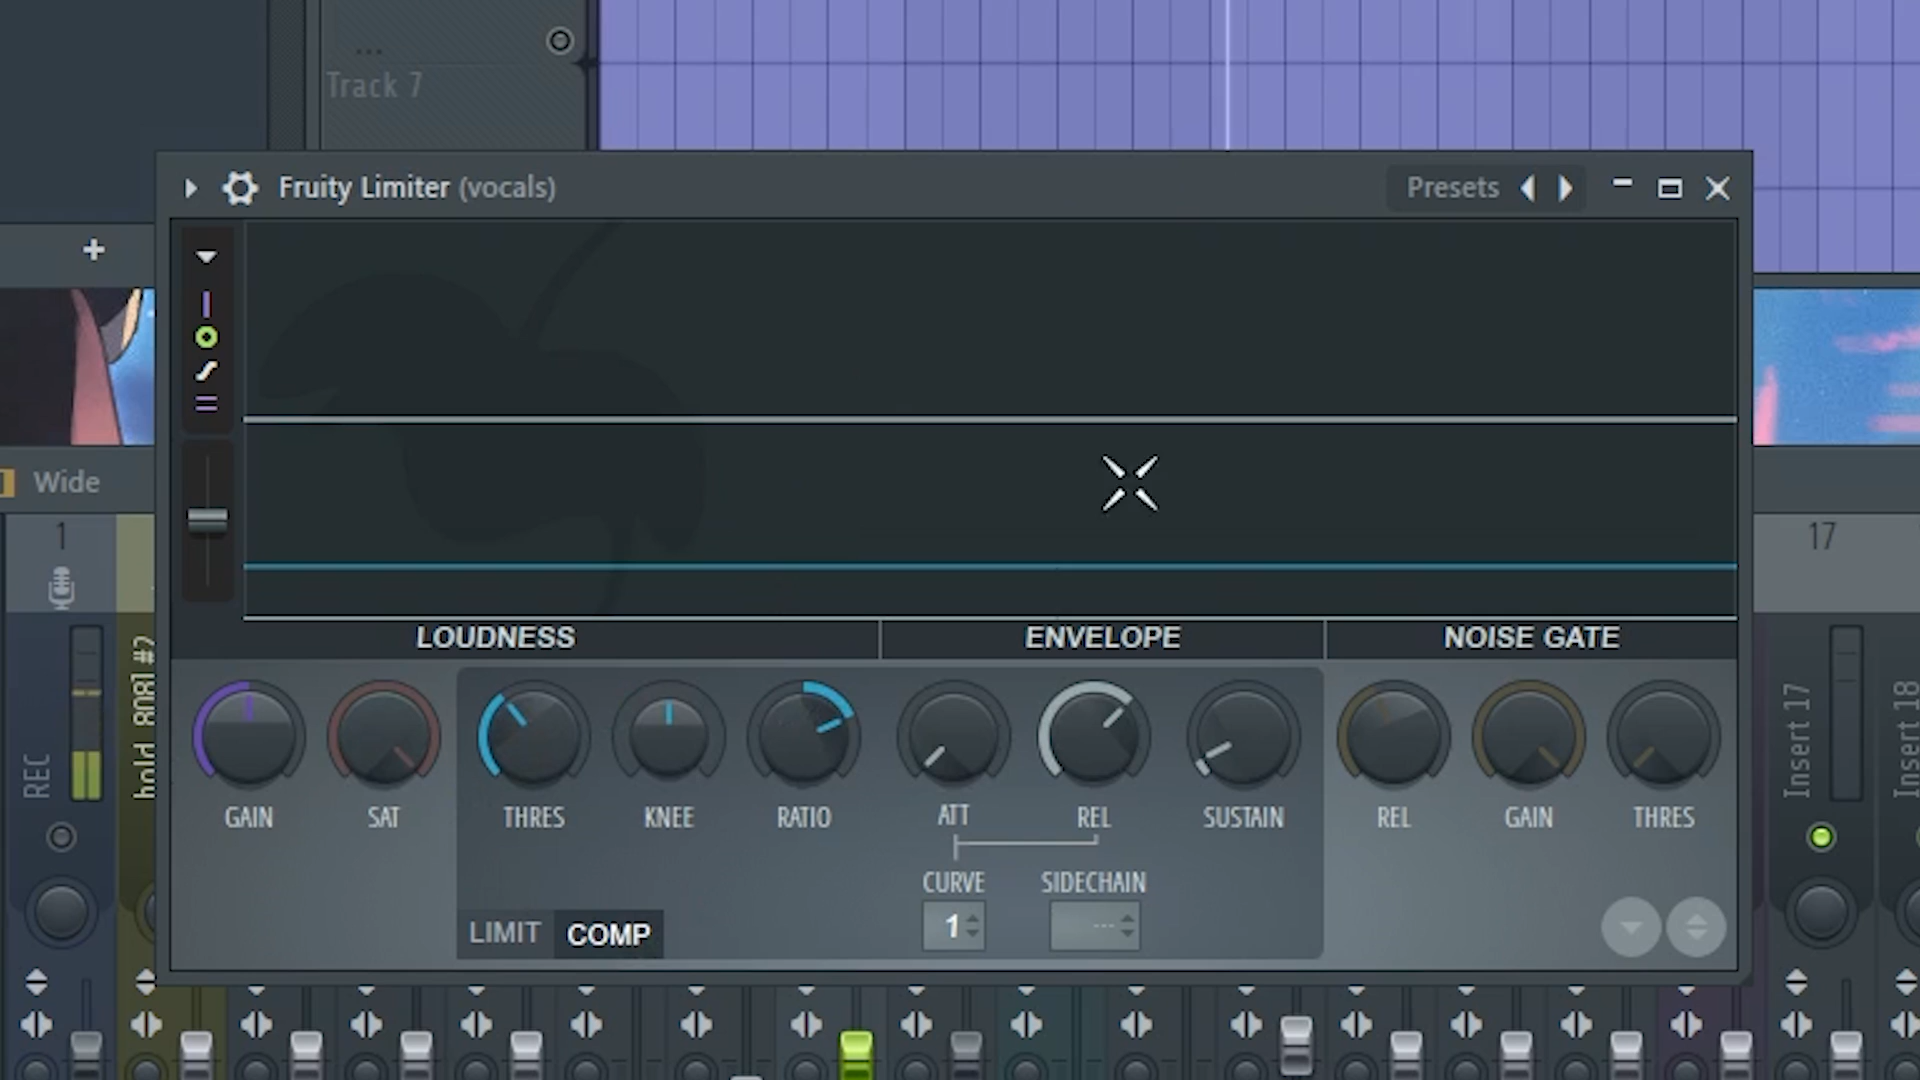 ...
Track 7
Fruity Limiter (vocals)
Presets
Wide
1
17
LOUDNESS
ENVELOPE
NOISE GATE
REC
hold 808! #2
Insert 17
Insert 18
GAIN
SAT
THRES
KNEE
RATIO
ATT
REL
SUSTAIN
REL
GAIN
THRES
CURVE
SIDECHAIN
LIMIT
COMP
1
---